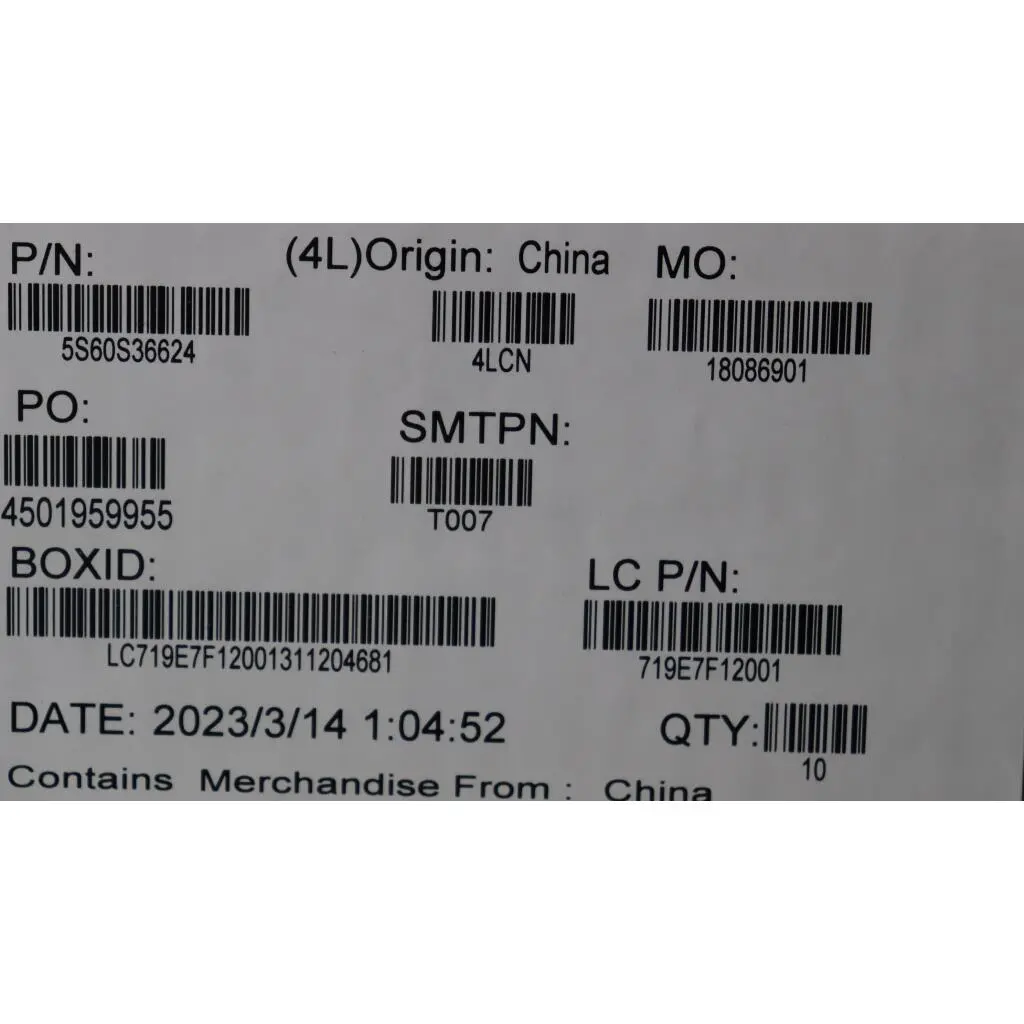 P/N: (4L)Origin: China MO:
5S60S36624 4LCN 18086901
PO: SMTPN:
4501959955 T007
BOXID: LC P/N:
LC719E7F12001311204681 719E7F12001
DATE: 2023/3/14 1:04:52 QTY:
10
Contains Merchandise From : China